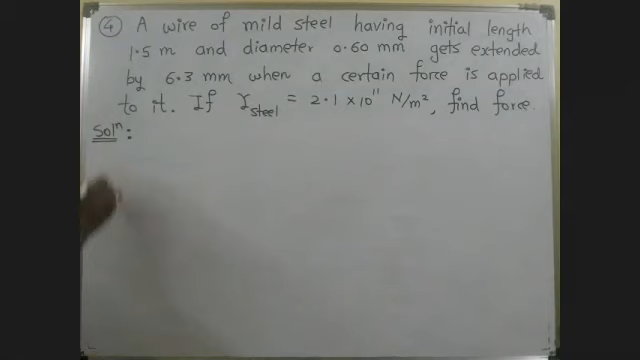 ④ A wire of mild steel having initial length
1.5 m and diameter 0.60 mm gets extended
by 6.3 mm when a certain force is applied
to it. If Y_steel = 2.1 × 10¹¹ N/m², find force.
Solⁿ: